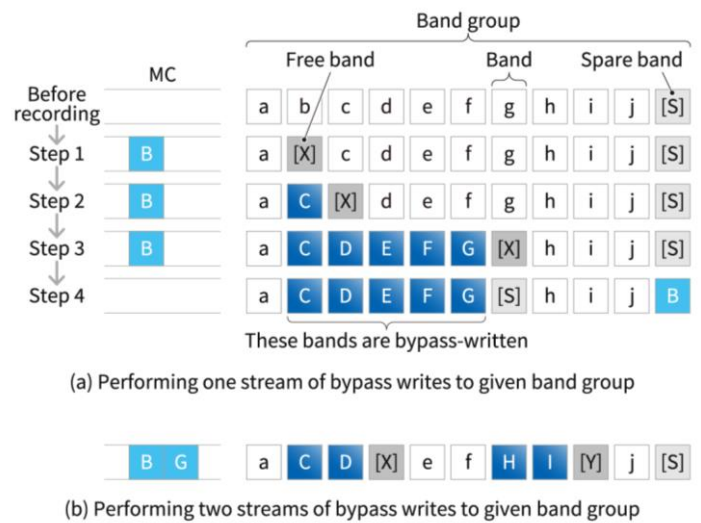 Band group
Free band Band Spare band
MC
Before
recording
a b c d e f g h i j [S]
Step 1 B a [X] c d e f g h i j [S]
Step 2 B a C [X] d e f g h i j [S]
Step 3 B a C D E F G [X] h i j [S]
Step 4 a C D E F G [S] h i j B
These bands are bypass-written
(a) Performing one stream of bypass writes to given band group
B G a C D [X] e f H I [Y] j [S]
(b) Performing two streams of bypass writes to given band group